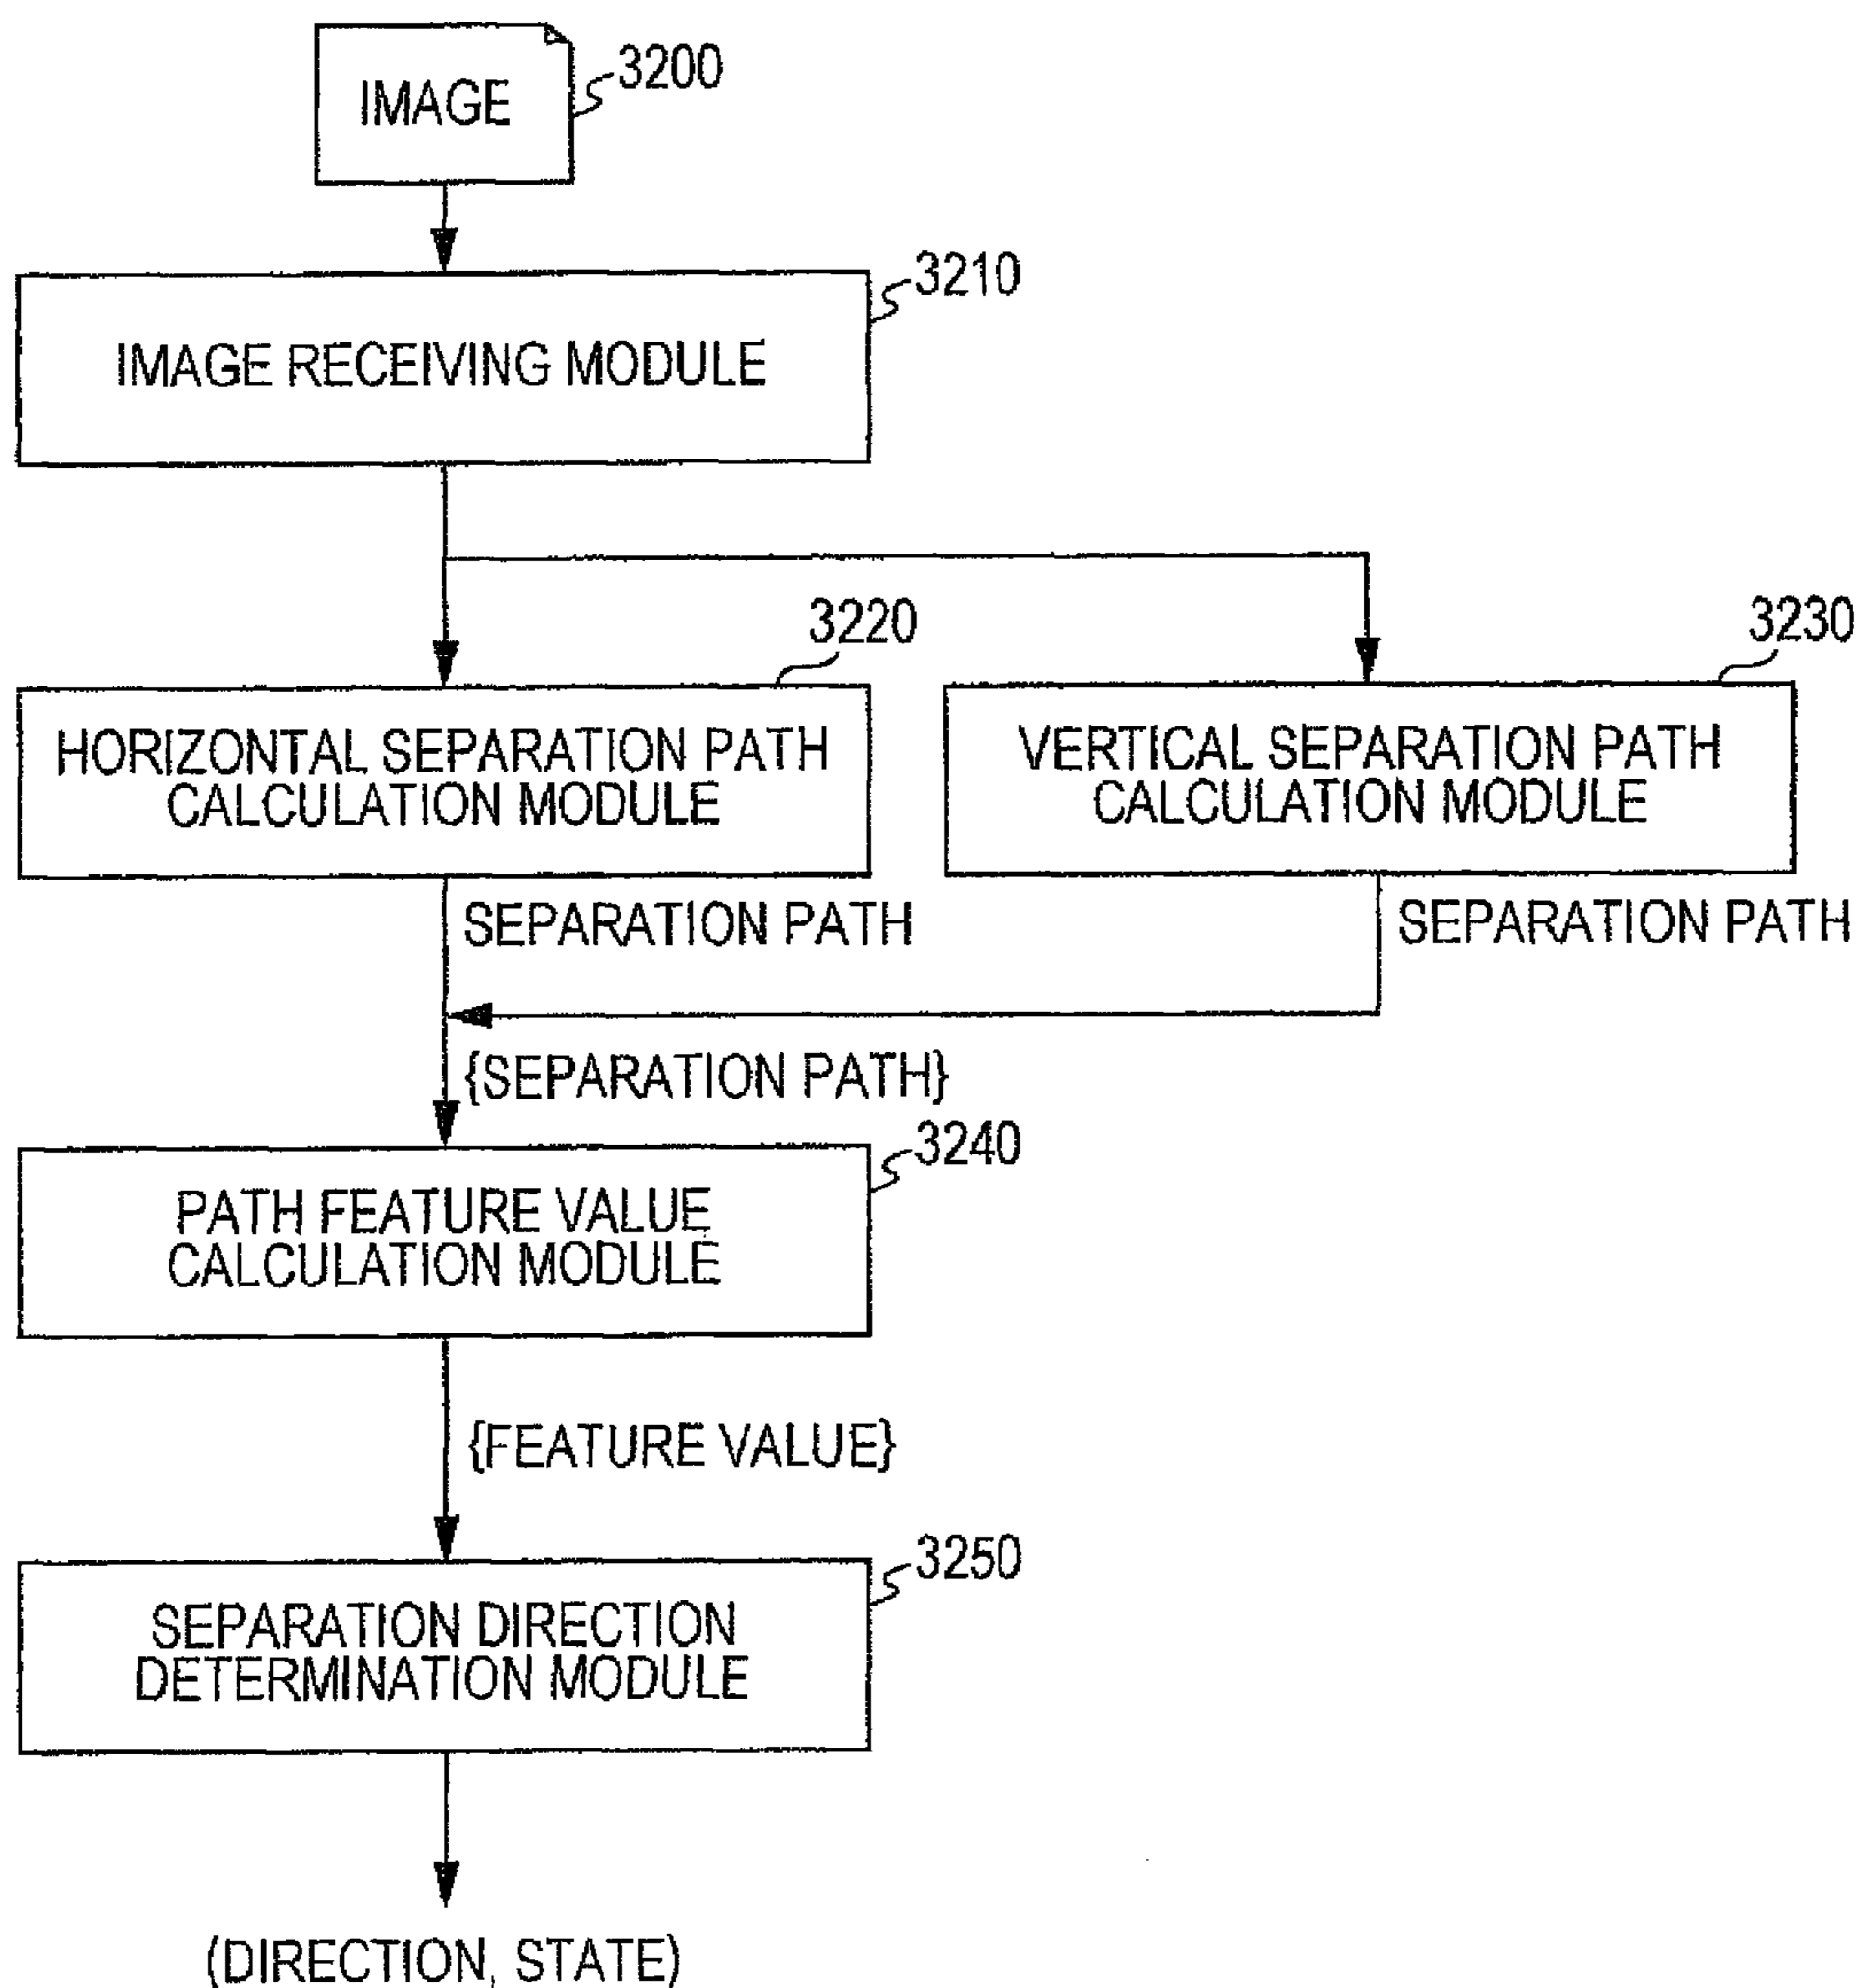 IMAGE
3200
3210
IMAGE RECEIVING MODULE
3220
3230
HORIZONTAL SEPARATION PATH
CALCULATION MODULE
VERTICAL SEPARATION PATH
CALCULATION MODULE
SEPARATION PATH
SEPARATION PATH
{SEPARATION PATH}
3240
PATH FEATURE VALUE
CALCULATION MODULE
{FEATURE VALUE}
3250
SEPARATION DIRECTION
DETERMINATION MODULE
(DIRECTION, STATE)